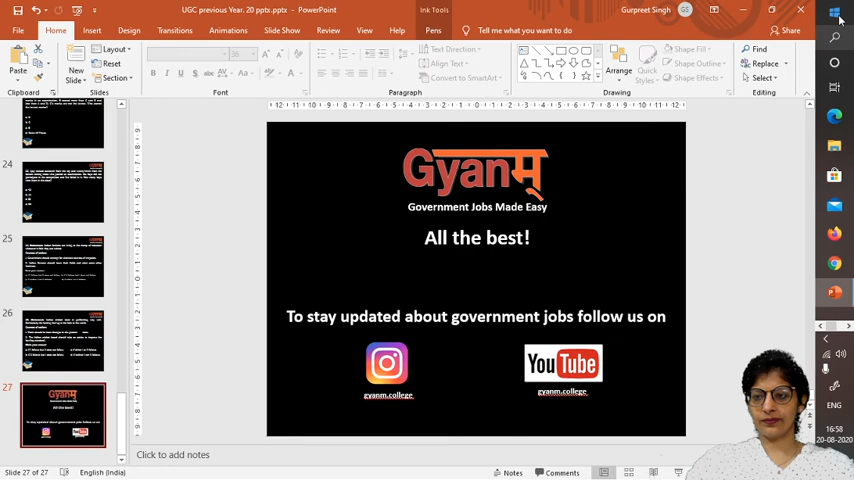 UGC previous Year. 20 pptx.pptx - PowerPoint
Ink Tools
Gurpreet Singh
GS
File
Home
Insert
Design
Transitions
Animations
Slide Show
Review
View
Help
Pens
Tell me what you want to do
Share
Paste
New
Slide
Layout
Reset
Section
36
B I U S abc AV Aa A
Text Direction
Align Text
Convert to SmartArt
Arrange
Quick
Styles
Shape Fill
Shape Outline
Shape Effects
Find
Replace
Select
Clipboard
Slides
Font
Paragraph
Drawing
Editing
24
25
26
27
Gyanम्
Government Jobs Made Easy
All the best!
To stay updated about government jobs follow us on
YouTube
gyanm.college
gyanm.college
Click to add notes
Slide 27 of 27
English (India)
Notes
Comments
ENG
16:58
20-08-2020